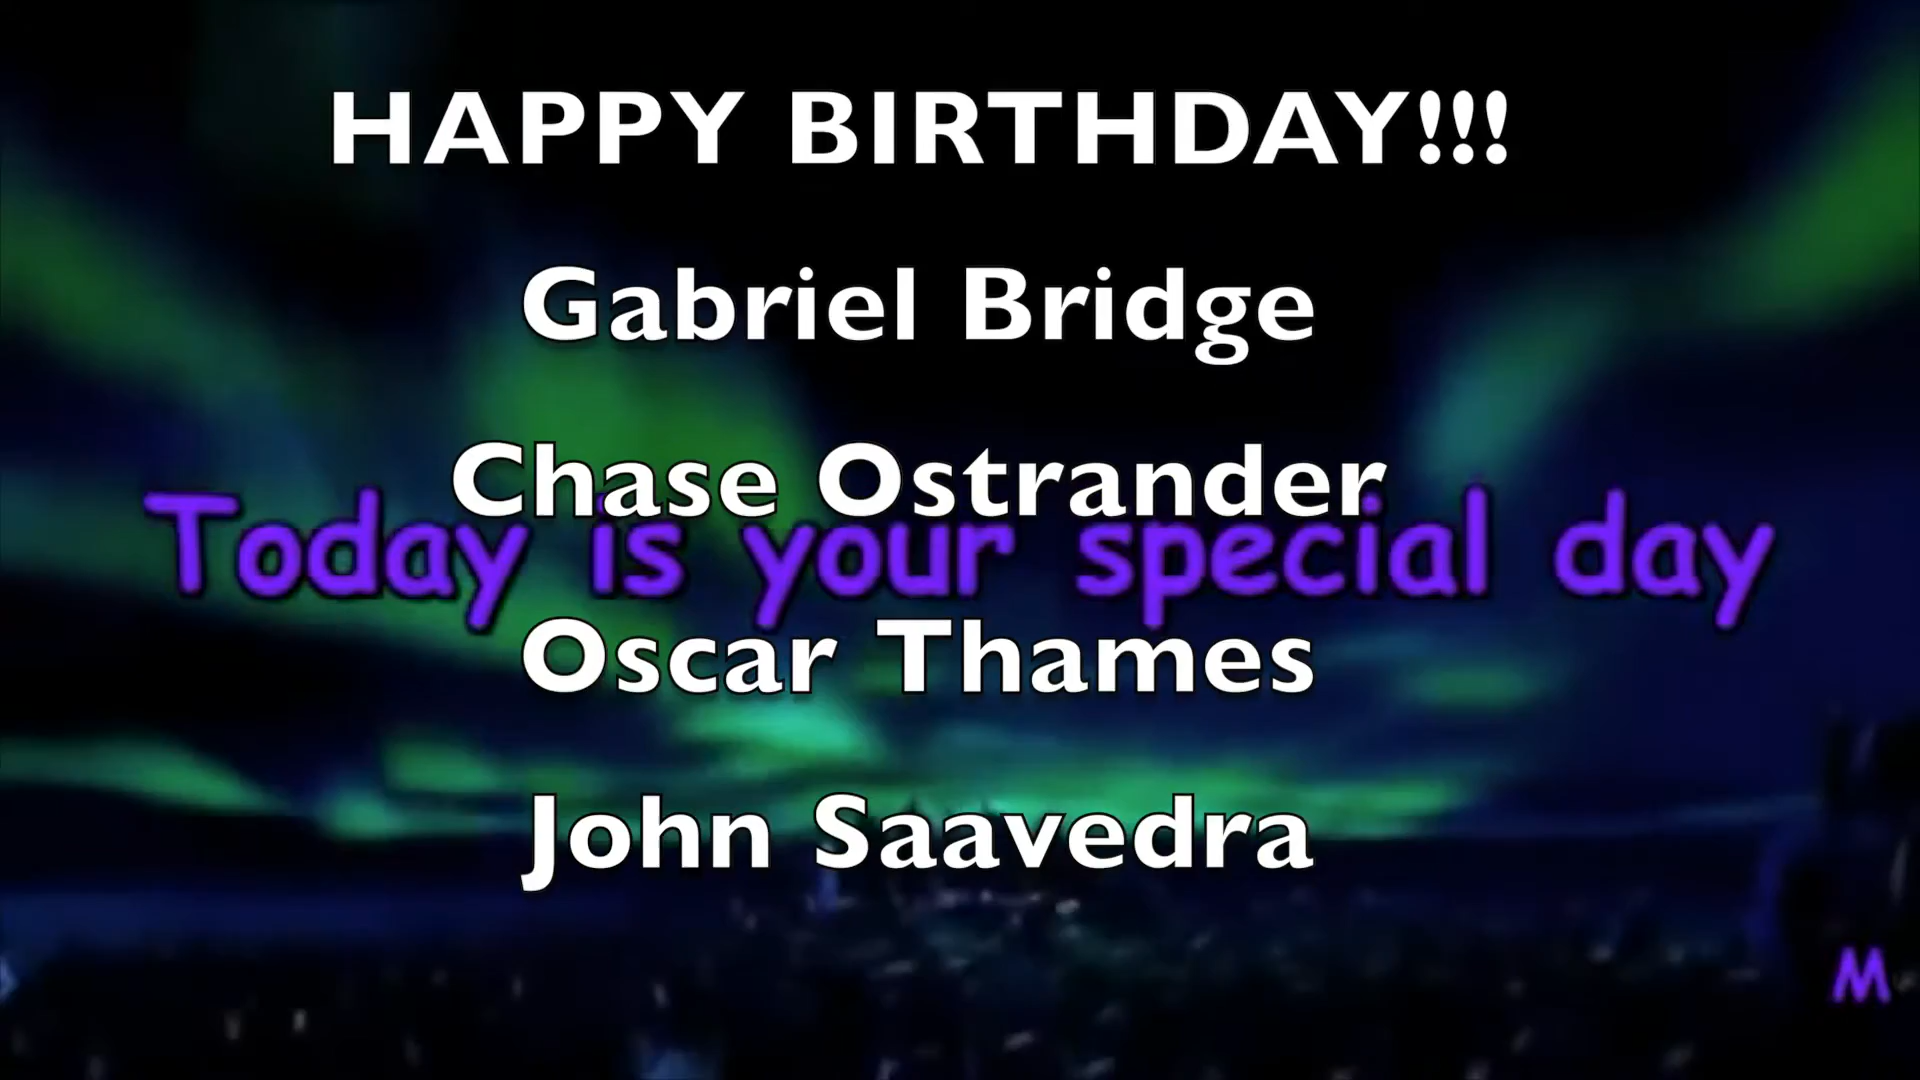 HAPPY BIRTHDAY!!!
Gabriel Bridge
Chase Ostrander
Today is your special day
Oscar Thames
John Saavedra
M